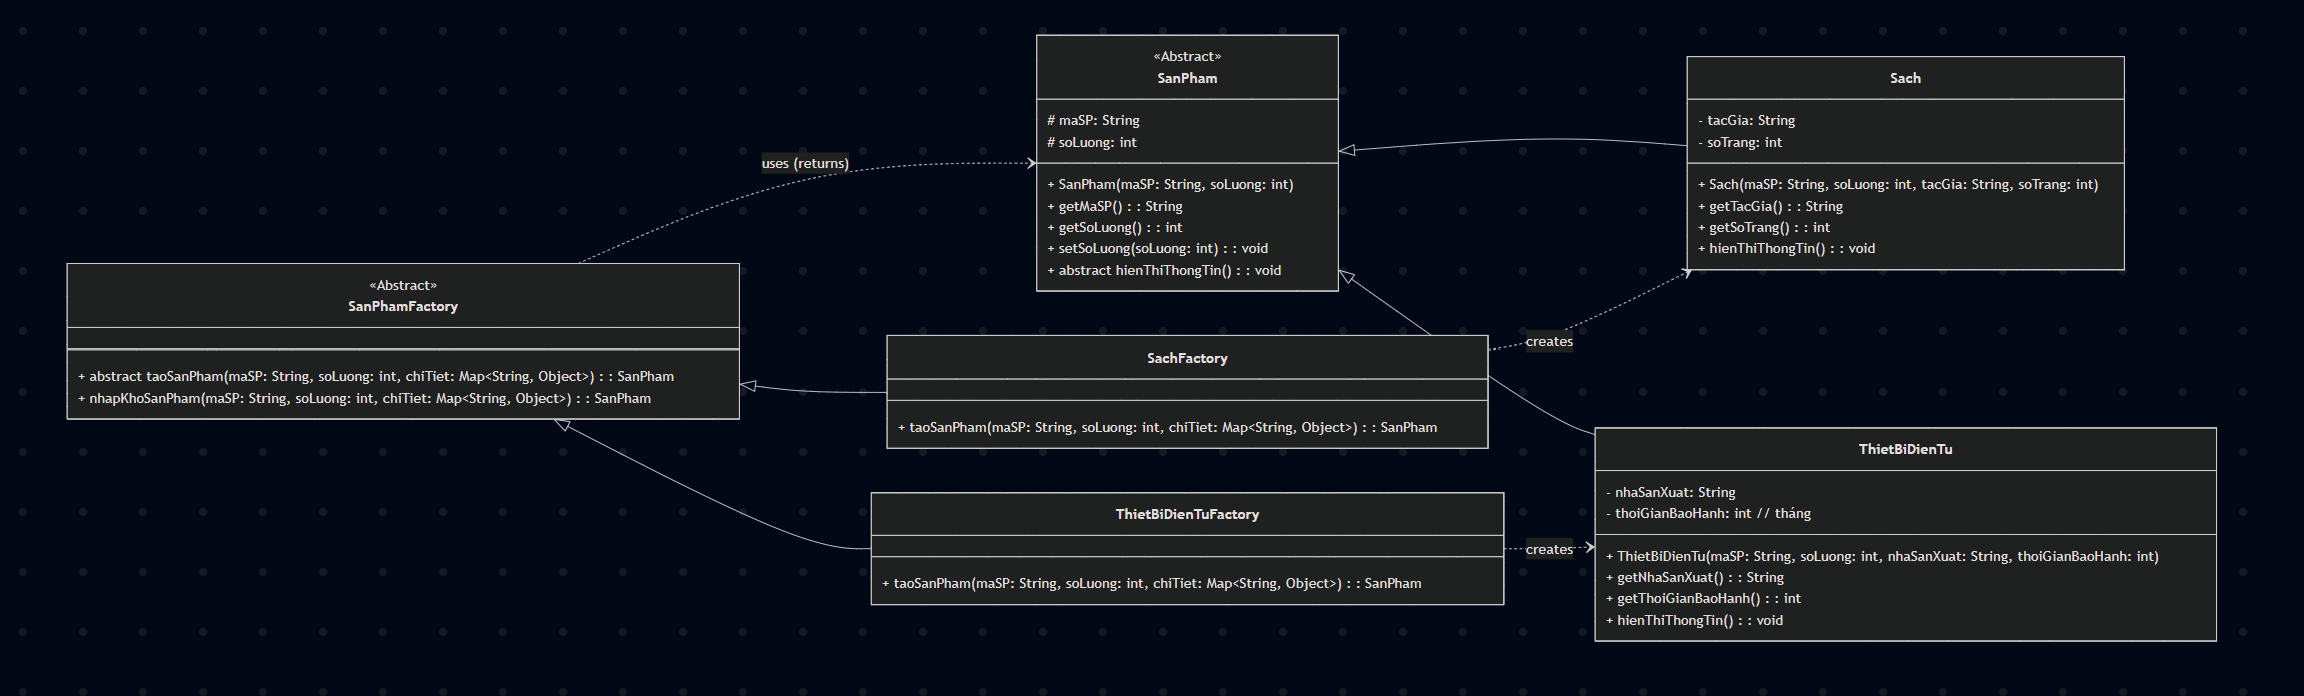 «Abstract»
SanPham
# maSP: String
# soLuong: int
+ SanPham(maSP: String, soLuong: int)
+ getMaSP() : : String
+ getSoLuong() : : int
+ setSoLuong(soLuong: int) : : void
+ abstract hienThiThongTin() : : void
Sach
- tacGia: String
- soTrang: int
+ Sach(maSP: String, soLuong: int, tacGia: String, soTrang: int)
+ getTacGia() : : String
+ getSoTrang() : : int
+ hienThiThongTin() : : void
uses (returns)
«Abstract»
SanPhamFactory
+ abstract taoSanPham(maSP: String, soLuong: int, chiTiet: Map<String, Object>) : : SanPham
+ nhapKhoSanPham(maSP: String, soLuong: int, chiTiet: Map<String, Object>) : : SanPham
SachFactory
+ taoSanPham(maSP: String, soLuong: int, chiTiet: Map<String, Object>) : : SanPham
creates
ThietBiDienTuFactory
+ taoSanPham(maSP: String, soLuong: int, chiTiet: Map<String, Object>) : : SanPham
creates
ThietBiDienTu
- nhaSanXuat: String
- thoiGianBaoHanh: int // tháng
+ ThietBiDienTu(maSP: String, soLuong: int, nhaSanXuat: String, thoiGianBaoHanh: int)
+ getNhaSanXuat() : : String
+ getThoiGianBaoHanh() : : int
+ hienThiThongTin() : : void